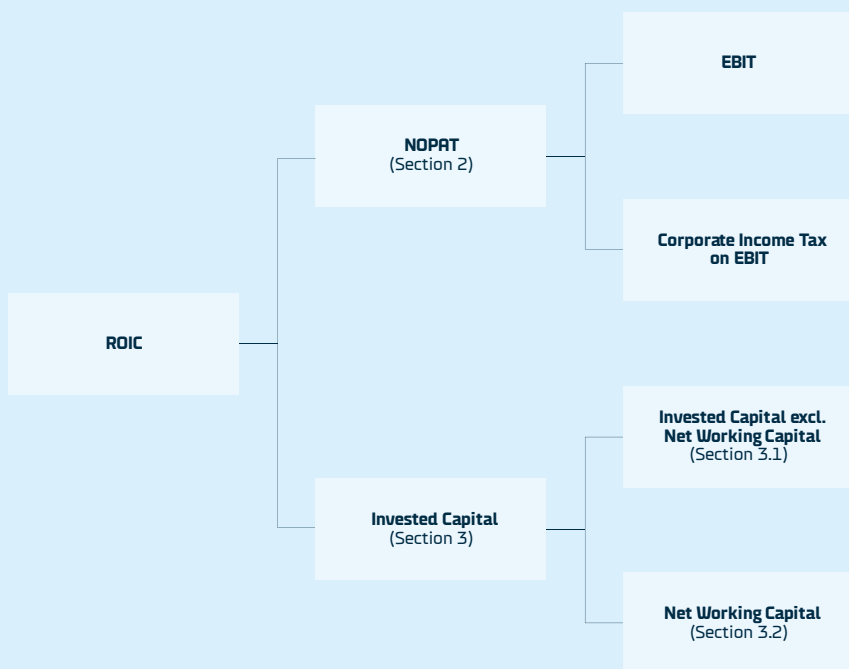 EBIT
NOPAT
(Section 2)
Corporate Income Tax
on EBIT
ROIC
Invested Capital excl.
Net Working Capital
(Section 3.1)
Invested Capital
(Section 3)
Net Working Capital
(Section 3.2)